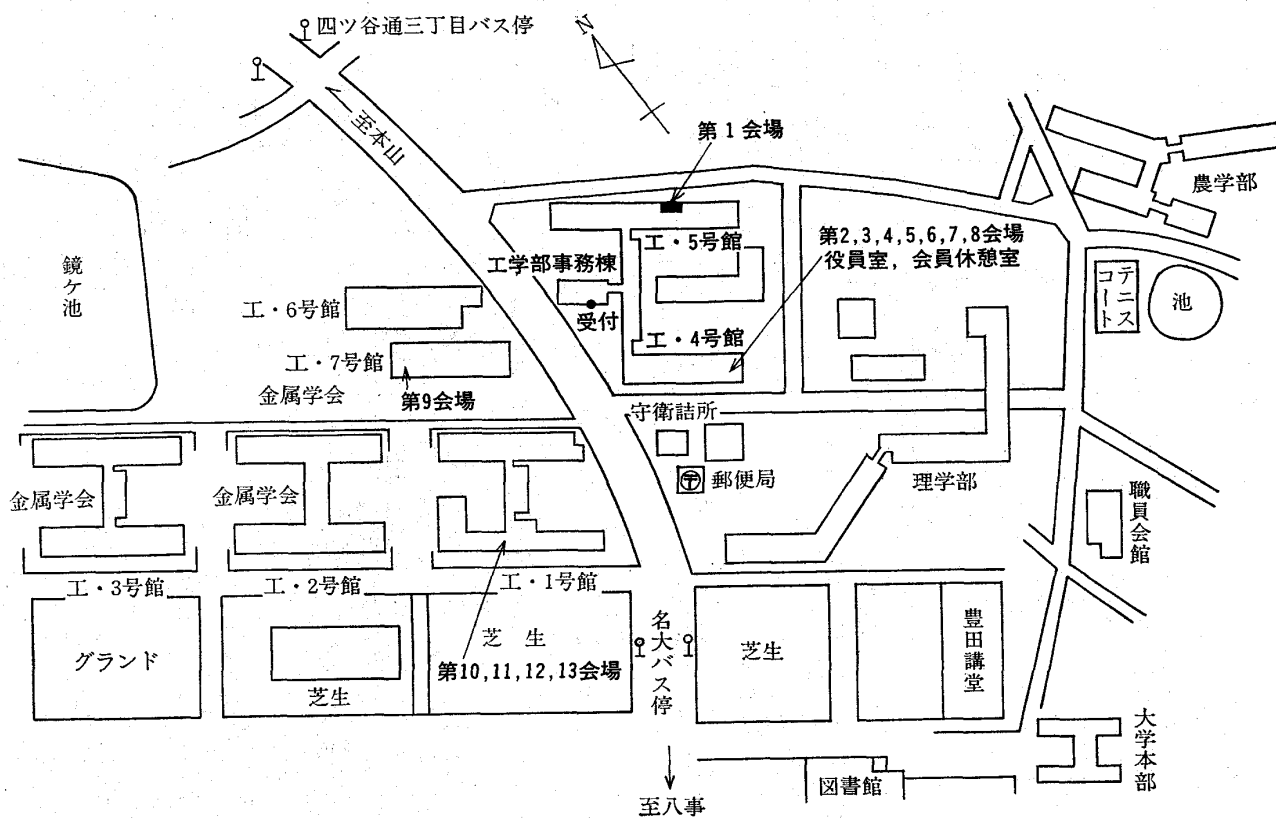 四ツ谷通三丁目バス停
N
至本山
第1会場
農学部
工・5号館
第2,3,4,5,6,7,8会場
役員室，会員休憩室
工学部事務棟
鏡ケ池
テニス
コート
池
受付
工・6号館
工・4号館
工・7号館
金属学会
第9会場
守衛詰所
〒
郵便局
理学部
金属学会
金属学会
職員会館
工・3号館
工・2号館
工・1号館
グランド
芝生
芝生
第10,11,12,13会場
名大バス停
芝生
豊田講堂
大学本部
図書館
至八事